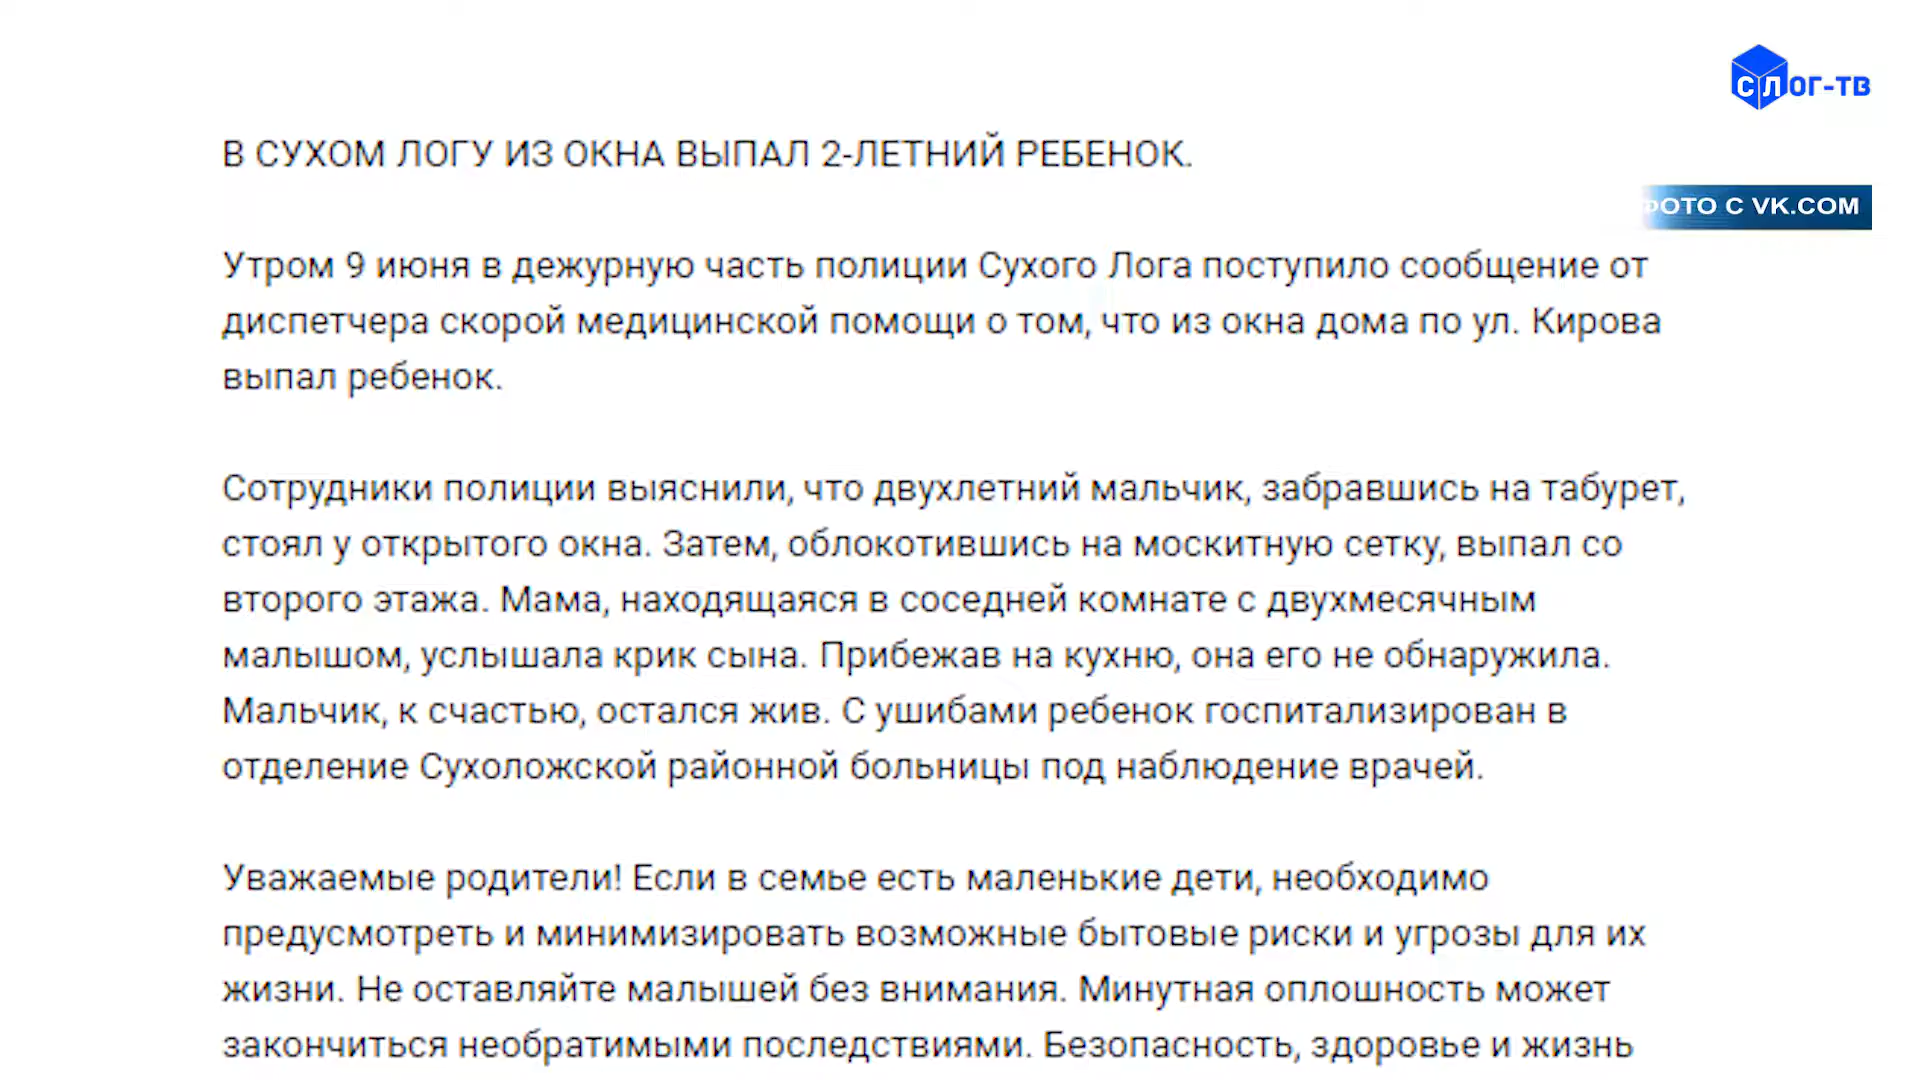 СЛОГ-ТВ
В СУХОМ ЛОГУ ИЗ ОКНА ВЫПАЛ 2-ЛЕТНИЙ РЕБЕНОК.
ФОТО С VK.COM
Утром 9 июня в дежурную часть полиции Сухого Лога поступило сообщение от
диспетчера скорой медицинской помощи о том, что из окна дома по ул. Кирова
выпал ребенок.
Сотрудники полиции выяснили, что двухлетний мальчик, забравшись на табурет,
стоял у открытого окна. Затем, облокотившись на москитную сетку, выпал со
второго этажа. Мама, находящаяся в соседней комнате с двухмесячным
малышом, услышала крик сына. Прибежав на кухню, она его не обнаружила.
Мальчик, к счастью, остался жив. С ушибами ребенок госпитализирован в
отделение Сухоложской районной больницы под наблюдение врачей.
Уважаемые родители! Если в семье есть маленькие дети, необходимо
предусмотреть и минимизировать возможные бытовые риски и угрозы для их
жизни. Не оставляйте малышей без внимания. Минутная оплошность может
закончиться необратимыми последствиями. Безопасность, здоровье и жизнь